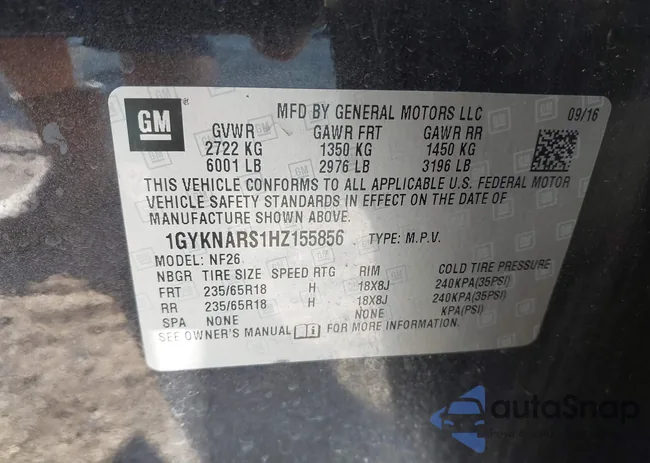 GM
MFD BY GENERAL MOTORS LLC 09/16
GVWR GAWR FRT GAWR RR
2722 KG 1350 KG 1450 KG
6001 LB 2976 LB 3196 LB
THIS VEHICLE CONFORMS TO ALL APPLICABLE U.S. FEDERAL MOTOR
VEHICLE SAFETY STANDARDS IN EFFECT ON THE DATE OF
MANUFACTURE SHOWN ABOVE.
1GYKNARS1HZ155856 TYPE: M.P.V.
MODEL: NF26
NBGR TIRE SIZE SPEED RTG RIM COLD TIRE PRESSURE
FRT 235/65R18 H 18X8J 240KPA(35PSI)
RR 235/65R18 H 18X8J 240KPA(35PSI)
SPA NONE NONE KPA(PSI)
SEE OWNER'S MANUAL FOR MORE INFORMATION.
autoSnap